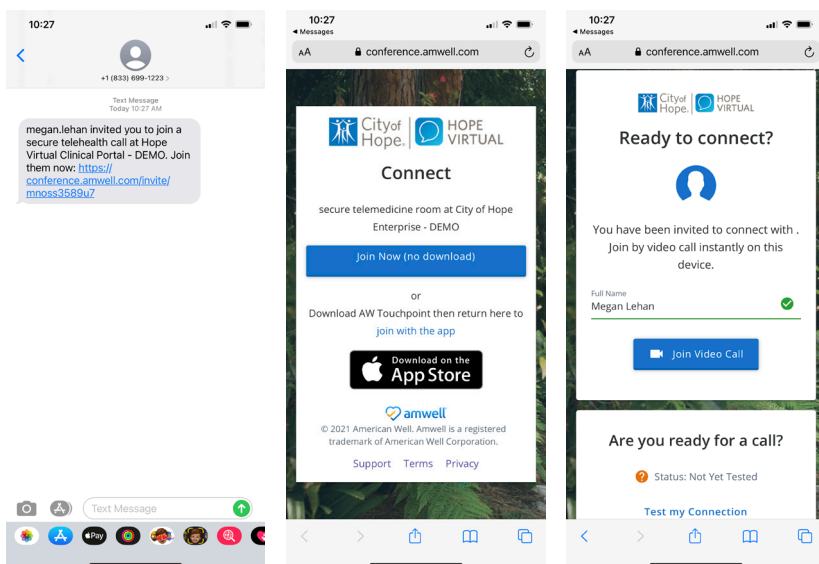 10:27
+1 (833) 699-1223 >
Text Message
Today 10:27 AM
megan.lehan invited you to join a
secure telehealth call at Hope
Virtual Clinical Portal - DEMO. Join
them now: https://
conference.amwell.com/invite/
mnoss3589u7
Text Message
Pay
10:27
Messages
AA conference.amwell.com
City of Hope.
HOPE VIRTUAL
Connect
secure telemedicine room at City of Hope
Enterprise - DEMO
Join Now (no download)
or
Download AW Touchpoint then return here to
join with the app
Download on the
App Store
amwell
© 2021 American Well. Amwell is a registered
trademark of American Well Corporation.
Support Terms Privacy
10:27
Messages
AA conference.amwell.com
City of Hope.
HOPE VIRTUAL
Ready to connect?
You have been invited to connect with .
Join by video call instantly on this
device.
Full Name
Megan Lehan
Join Video Call
Are you ready for a call?
? Status: Not Yet Tested
Test my Connection